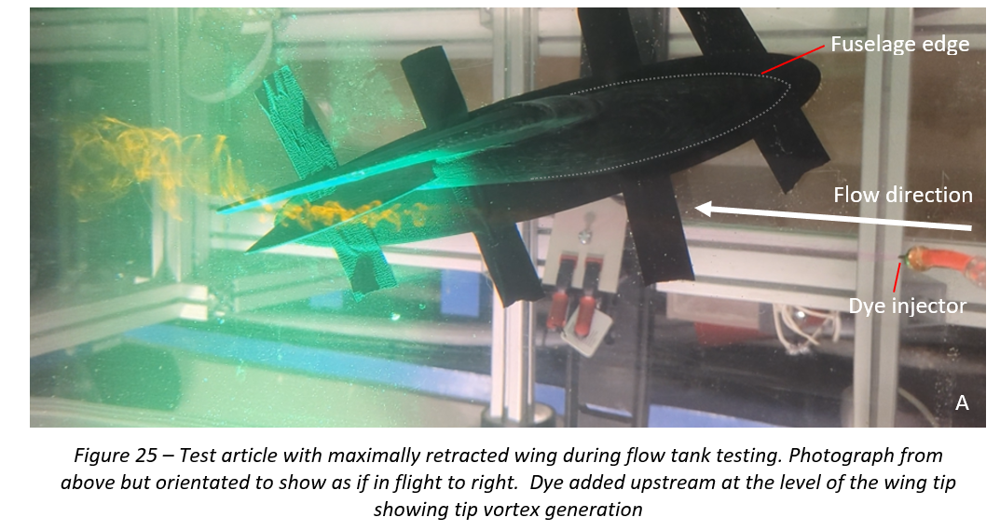 Fuselage edge
Flow direction
Dye injector
A
Figure 25 – Test article with maximally retracted wing during flow tank testing. Photograph from
above but orientated to show as if in flight to right.  Dye added upstream at the level of the wing tip
showing tip vortex generation